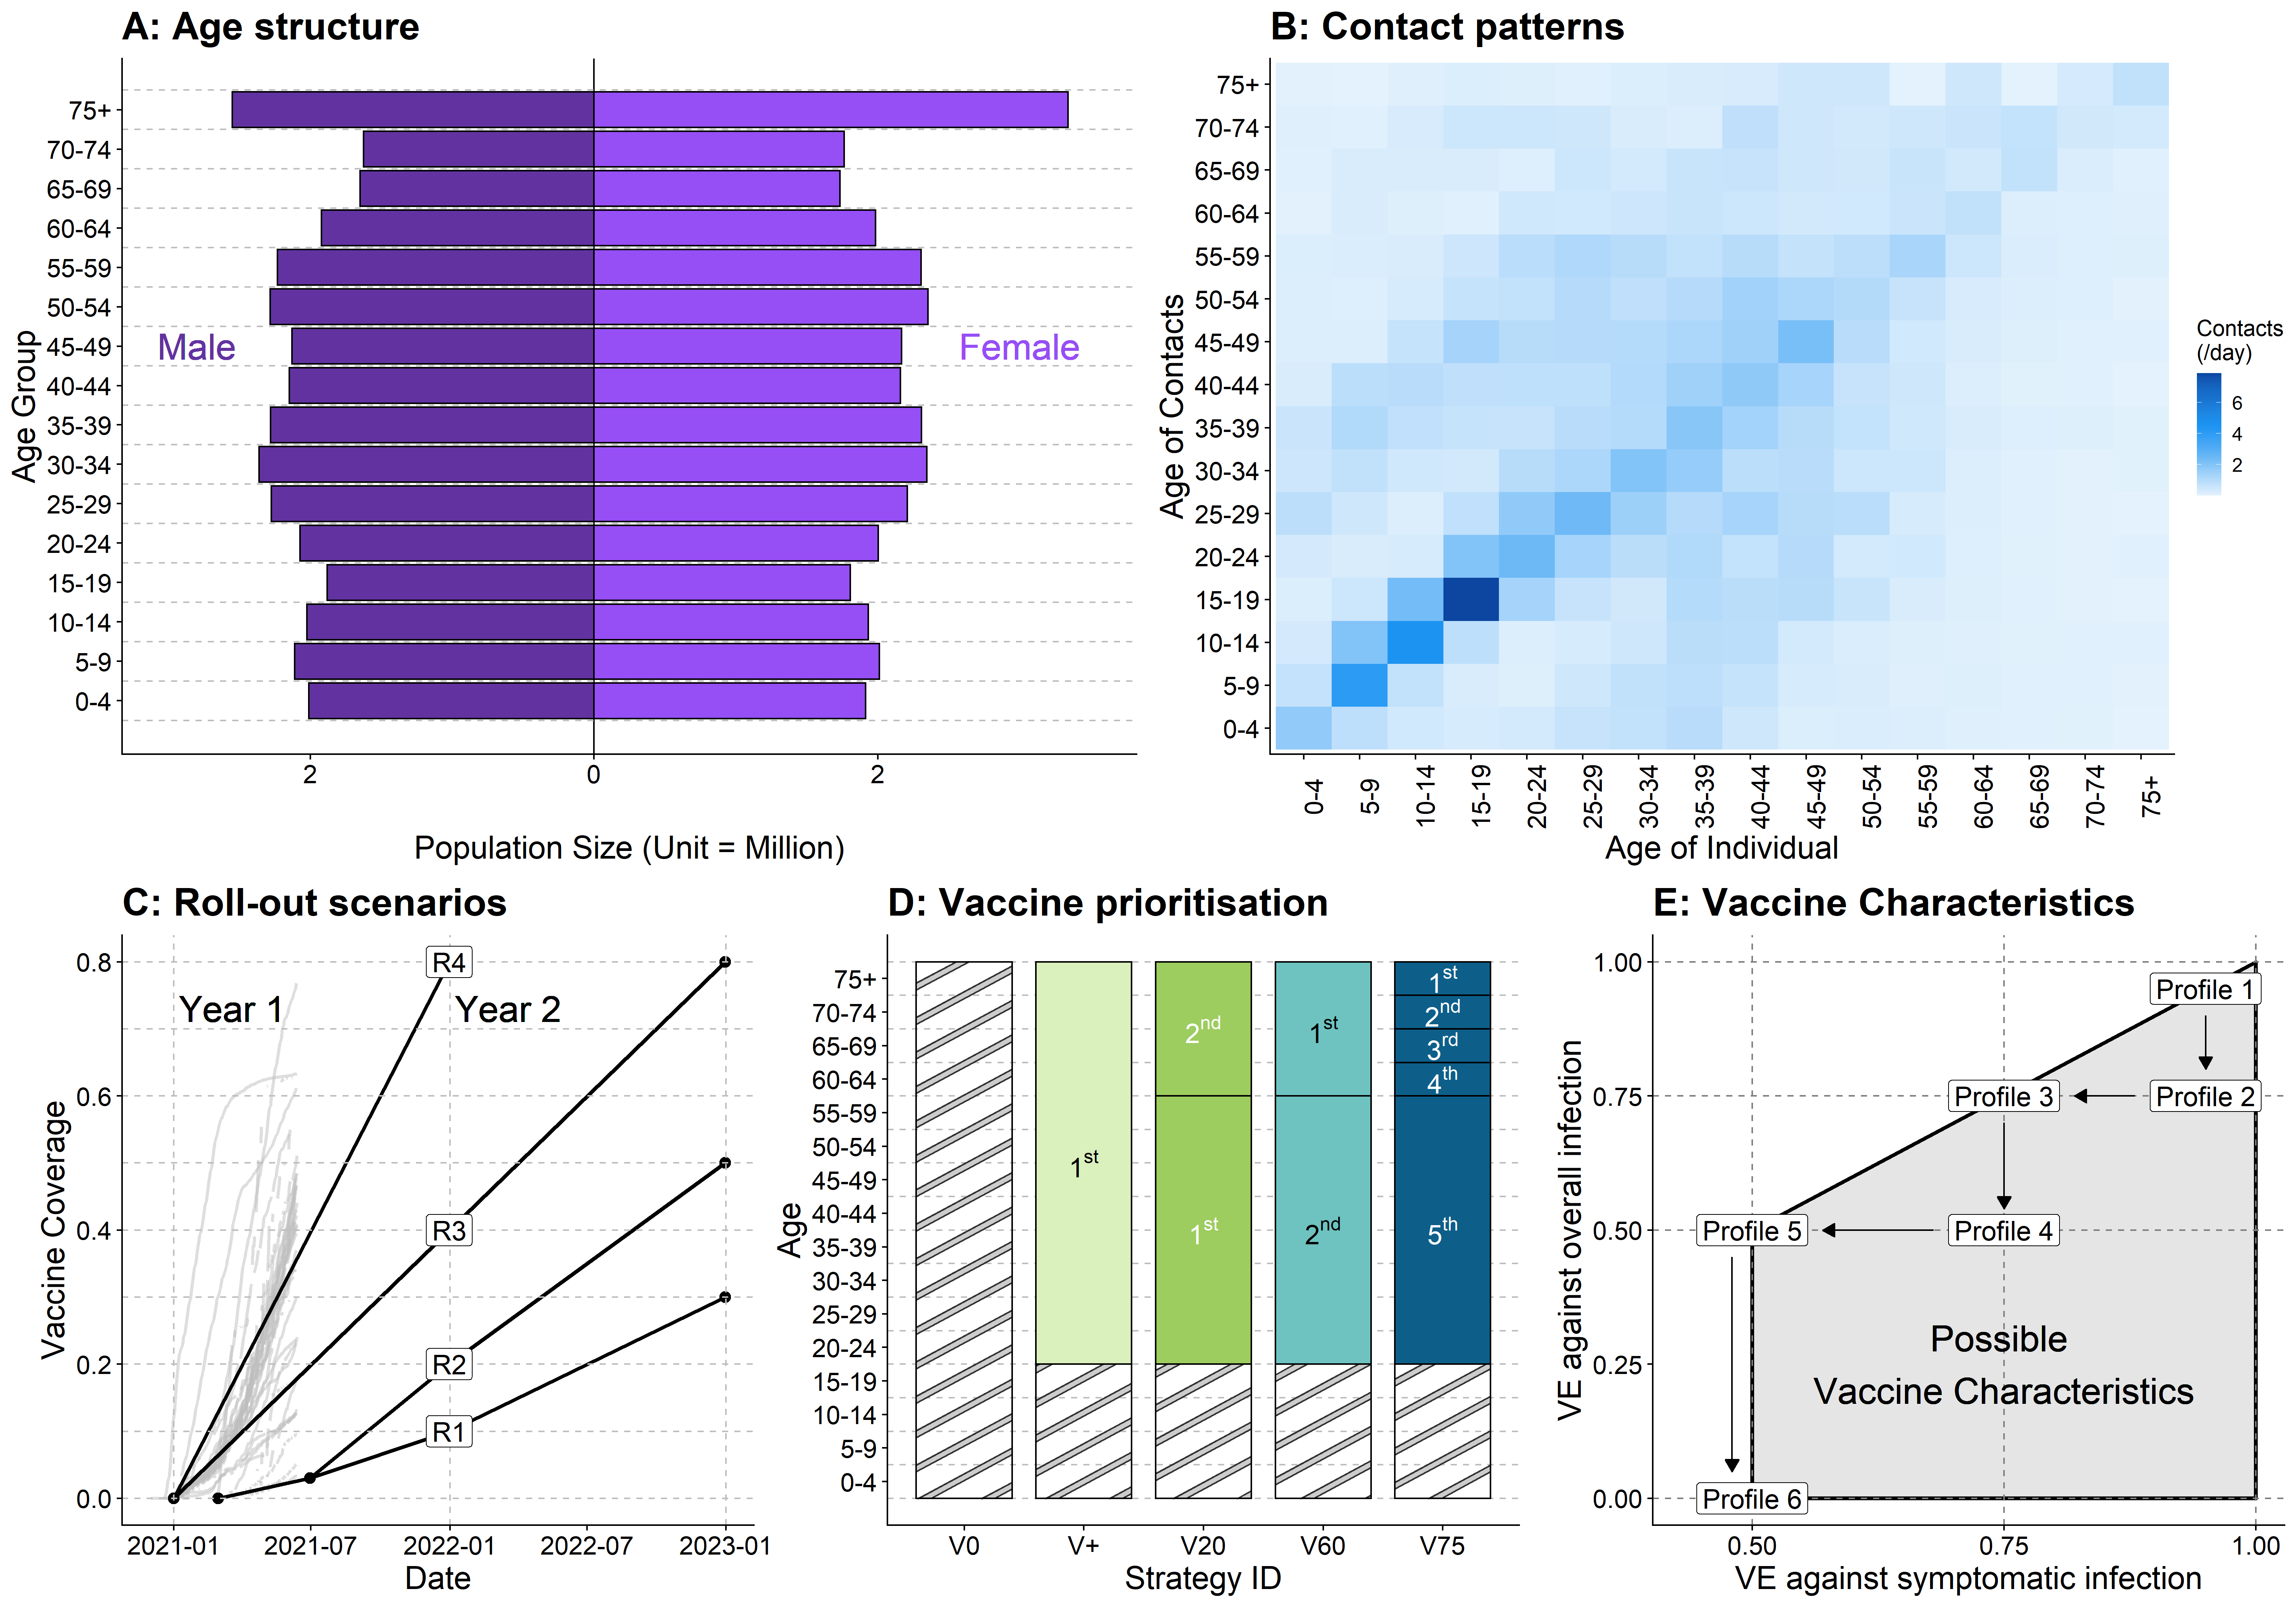 A: Age structure
Age Group
75+
70-74
65-69
60-64
55-59
50-54
45-49
40-44
35-39
30-34
25-29
20-24
15-19
10-14
5-9
0-4
Male
Female
2
0
2
Population Size (Unit = Million)
B: Contact patterns
Age of Contacts
75+
70-74
65-69
60-64
55-59
50-54
45-49
40-44
35-39
30-34
25-29
20-24
15-19
10-14
5-9
0-4
0-4
5-9
10-14
15-19
20-24
25-29
30-34
35-39
40-44
45-49
50-54
55-59
60-64
65-69
70-74
75+
Age of Individual
Contacts
(/day)
6
4
2
C: Roll-out scenarios
Vaccine Coverage
0.8
0.6
0.4
0.2
0.0
Year 1
Year 2
R4
R3
R2
R1
2021-01
2021-07
2022-01
2022-07
2023-01
Date
D: Vaccine prioritisation
Age
75+
70-74
65-69
60-64
55-59
50-54
45-49
40-44
35-39
30-34
25-29
20-24
15-19
10-14
5-9
0-4
1st
2nd
1st
1st
2nd
1st
2nd
3rd
4th
5th
V0
V+
V20
V60
V75
Strategy ID
E: Vaccine Characteristics
VE against overall infection
1.00
0.75
0.50
0.25
0.00
Profile 1
Profile 2
Profile 3
Profile 4
Profile 5
Profile 6
Possible
Vaccine Characteristics
0.50
0.75
1.00
VE against symptomatic infection